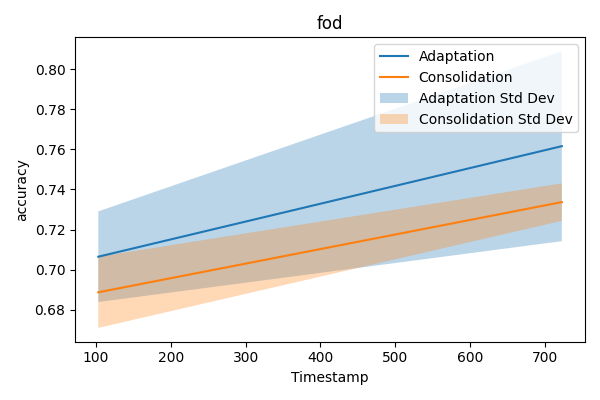 fod
Adaptation
Consolidation
Adaptation Std Dev
Consolidation Std Dev
accuracy
0.80
0.78
0.76
0.74
0.72
0.70
0.68
100 200 300 400 500 600 700
Timestamp